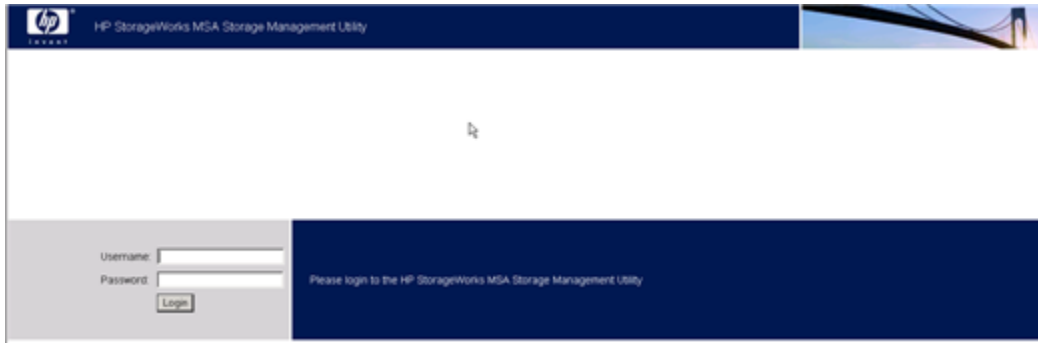 hp
invent
HP StorageWorks MSA Storage Management Utility
Username:
Password:
Login
Please login to the HP StorageWorks MSA Storage Management Utility